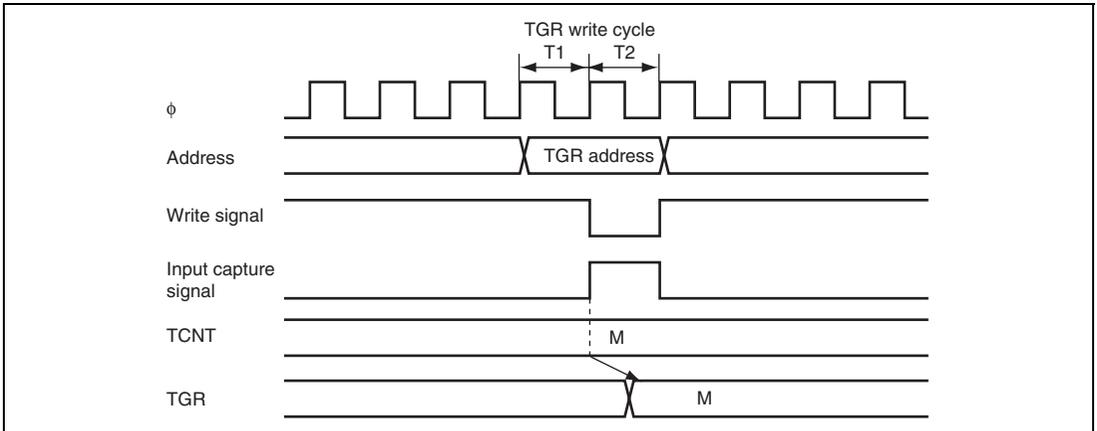 TGR write cycle
T1 T2
ϕ
Address
TGR address
Write signal
Input capture
signal
TCNT
M
TGR
M